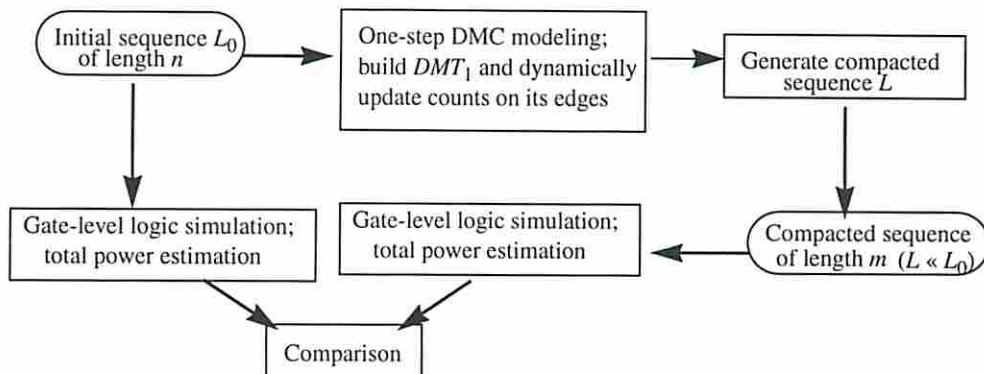 Initial sequence L₀
of length n
One-step DMC modeling;
build DMT₁ and dynamically
update counts on its edges
Generate compacted
sequence L
Gate-level logic simulation;
total power estimation
Gate-level logic simulation;
total power estimation
Compacted sequence
of length m (L « L₀)
Comparison